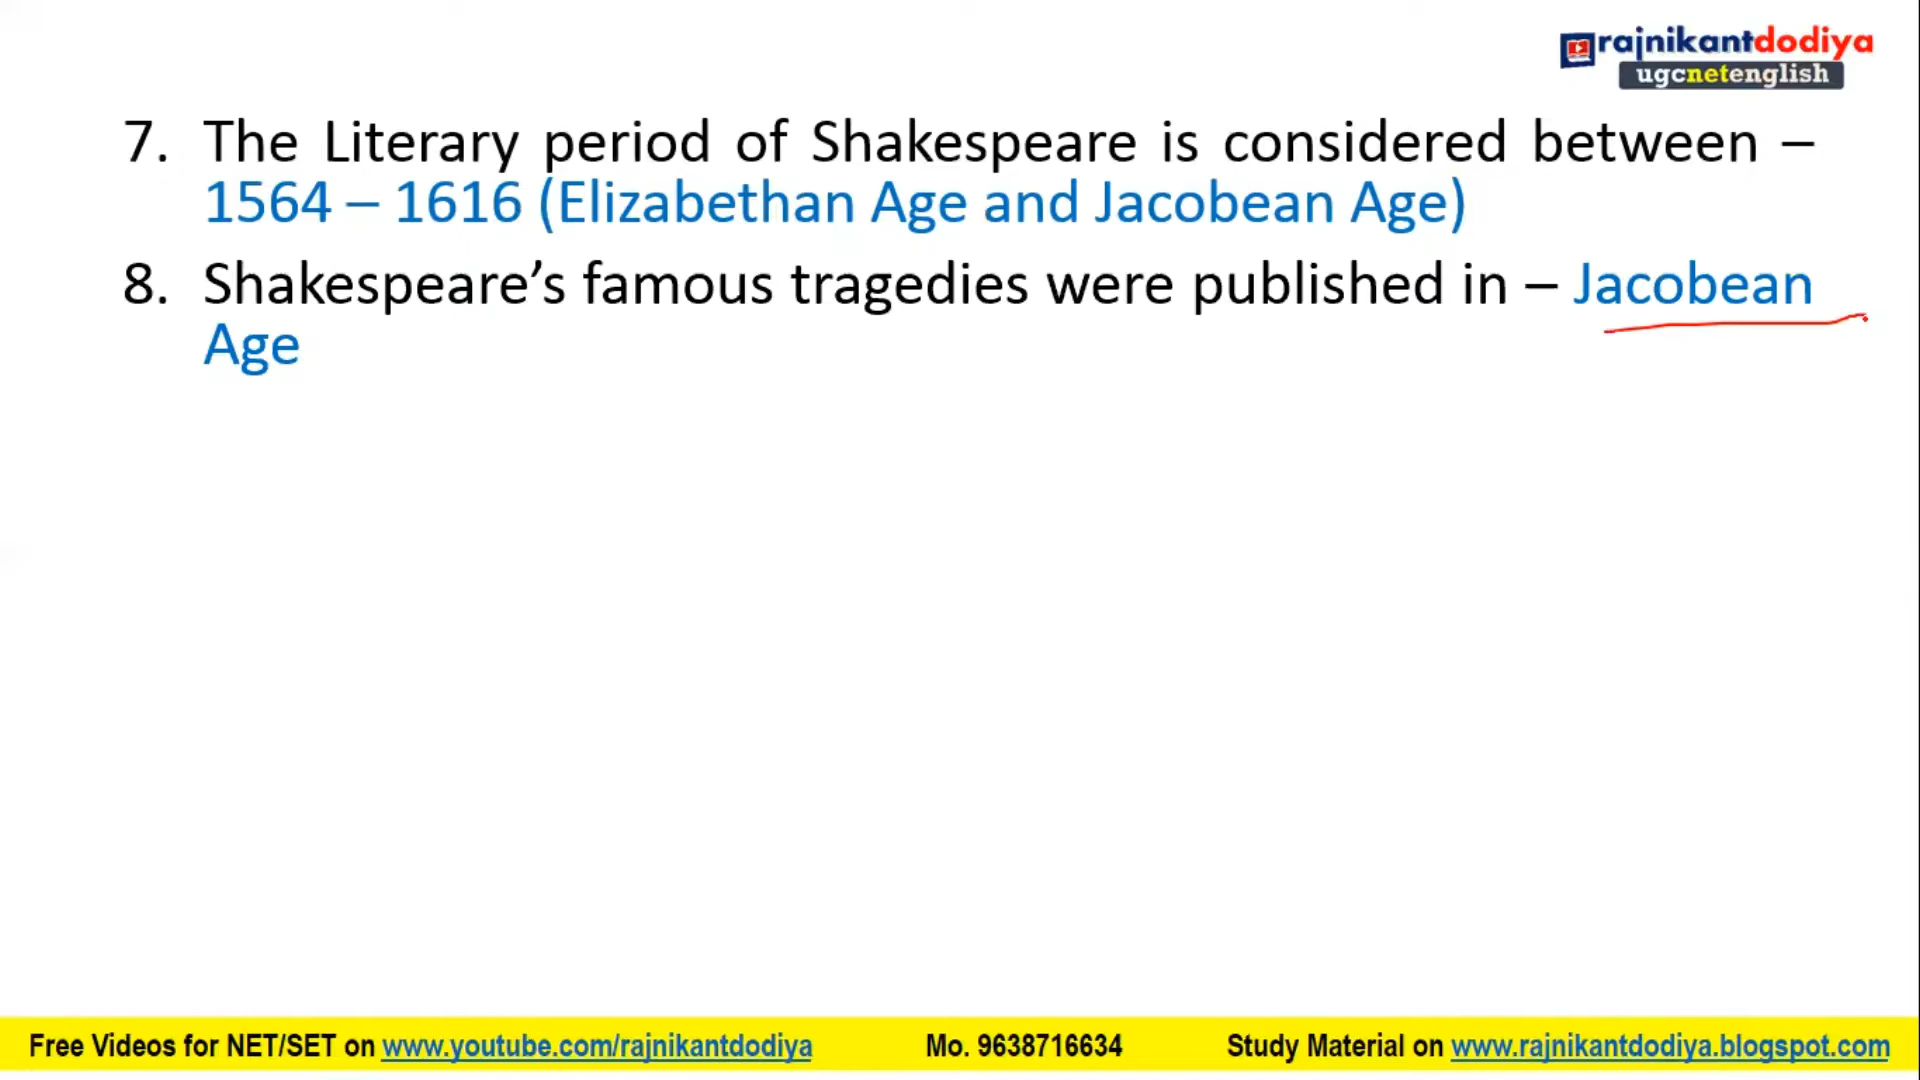 rajnikantdodiya
ugcnetenglish
7. The Literary period of Shakespeare is considered between –
1564 – 1616 (Elizabethan Age and Jacobean Age)
8. Shakespeare’s famous tragedies were published in – Jacobean
Age
Free Videos for NET/SET on www.youtube.com/rajnikantdodiya Mo. 9638716634 Study Material on www.rajnikantdodiya.blogspot.com